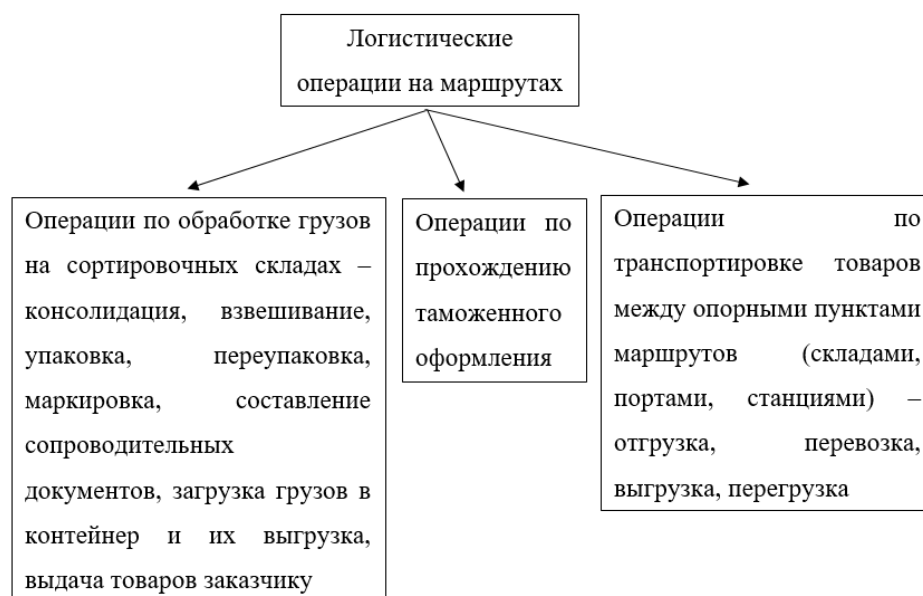 Логистические
операции на маршрутах
Операции по обработке грузов
на сортировочных складах –
консолидация, взвешивание,
упаковка, переупаковка,
маркировка, составление
сопроводительных
документов, загрузка грузов в
контейнер и их выгрузка,
выдача товаров заказчику
Операции по
прохождению
таможенного
оформления
Операции по
транспортировке товаров
между опорными пунктами
маршрутов (складами,
портами, станциями) –
отгрузка, перевозка,
выгрузка, перегрузка